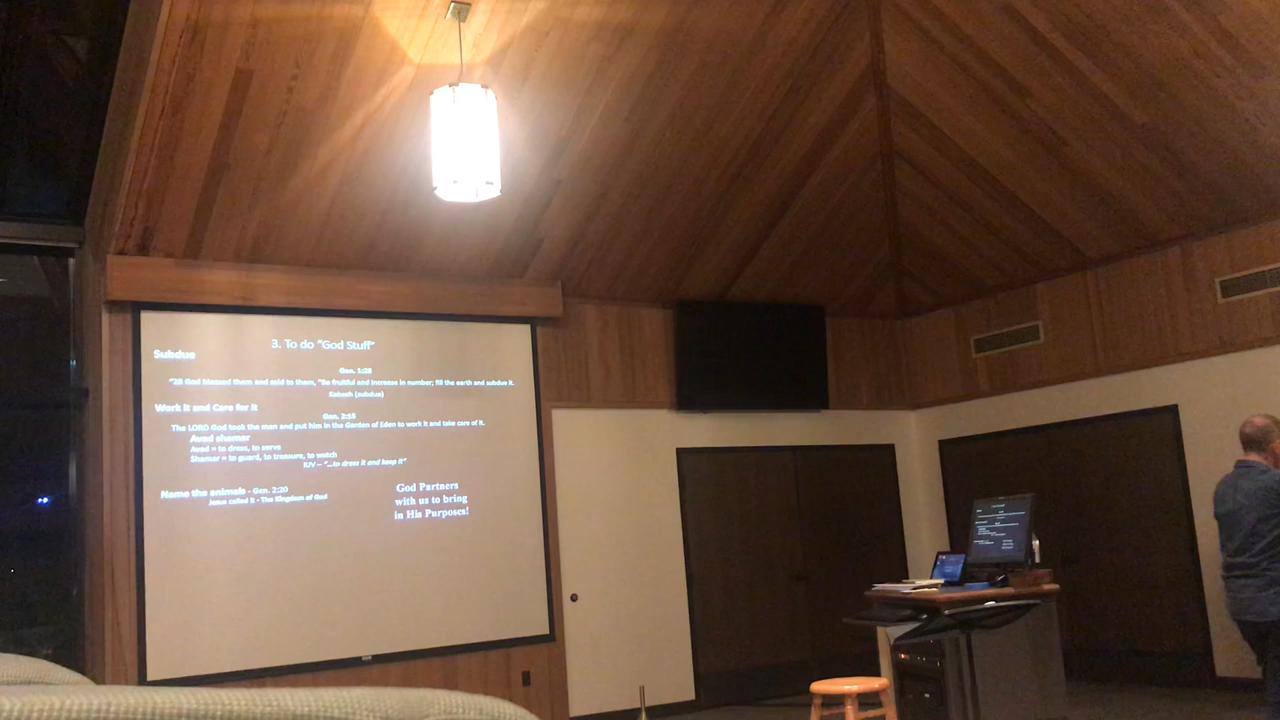 3. To do "God Stuff"
Subdue
Gen. 1:28
"28 God blessed them and said to them, "Be fruitful and increase in number; fill the earth and subdue it.
Kabash (subdue)
Work it and Care for it
Gen. 2:15
The LORD God took the man and put him in the Garden of Eden to work it and take care of it.
Avad shamar
Avad = to dress, to serve
Shamar = to guard, to treasure, to watch
KJV – "...to dress it and keep it"
Name the animals - Gen. 2:20
Jesus called it - The Kingdom of God
God Partners
with us to bring
in His Purposes!